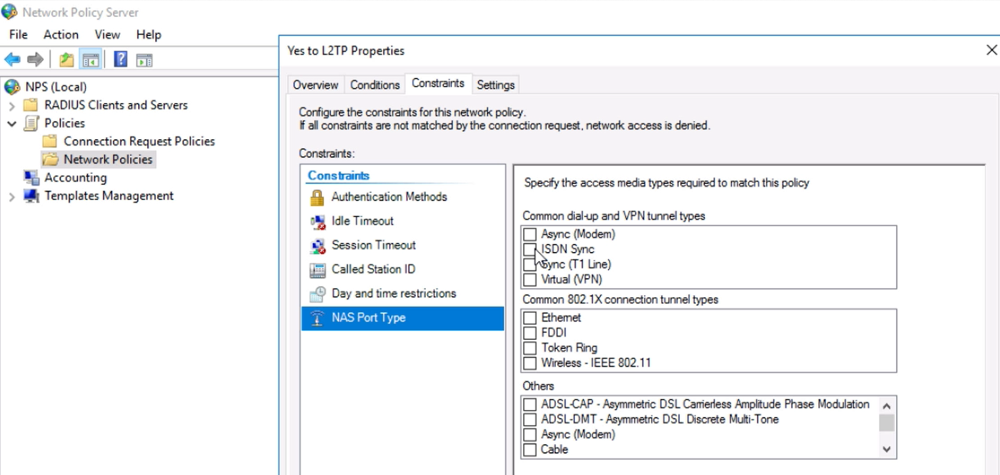 Network Policy Server
File Action View Help
NPS (Local)
RADIUS Clients and Servers
Policies
Connection Request Policies
Network Policies
Accounting
Templates Management
Yes to L2TP Properties
Overview Conditions Constraints Settings
Configure the constraints for this network policy.
If all constraints are not matched by the connection request, network access is denied.
Constraints:
Constraints
Authentication Methods
Idle Timeout
Session Timeout
Called Station ID
Day and time restrictions
NAS Port Type
Specify the access media types required to match this policy
Common dial-up and VPN tunnel types
Async (Modem)
ISDN Sync
Sync (T1 Line)
Virtual (VPN)
Common 802.1X connection tunnel types
Ethernet
FDDI
Token Ring
Wireless - IEEE 802.11
Others
ADSL-CAP - Asymmetric DSL Carrierless Amplitude Phase Modulation
ADSL-DMT - Asymmetric DSL Discrete Multi-Tone
Async (Modem)
Cable